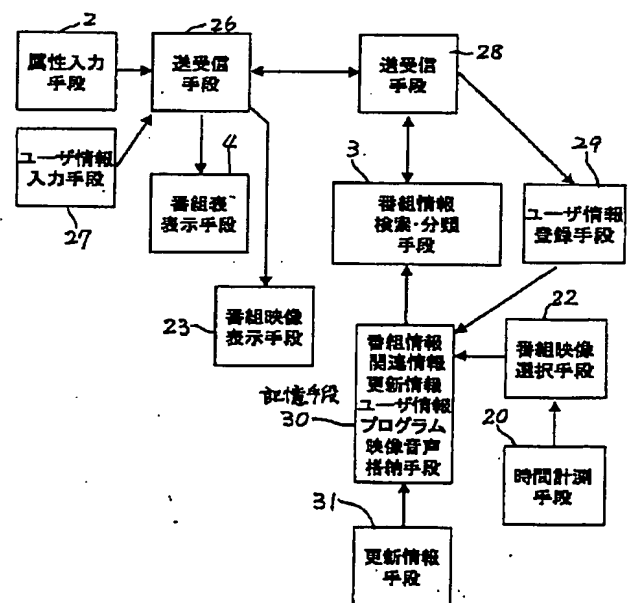 2
属性入力
手段
26
送受信
手段
28
送受信
手段
ユーザ情報
入力手段
27
4
番組表
表示手段
3
番組情報
検索・分類
手段
29
ユーザ情報
登録手段
23
番組映像
表示手段
22
番組映像
選択手段
記憶手段
30
番組情報
関連情報
更新情報
ユーザ情報
プログラム
映像音声
格納手段
20
時間計測
手段
31
更新情報
手段